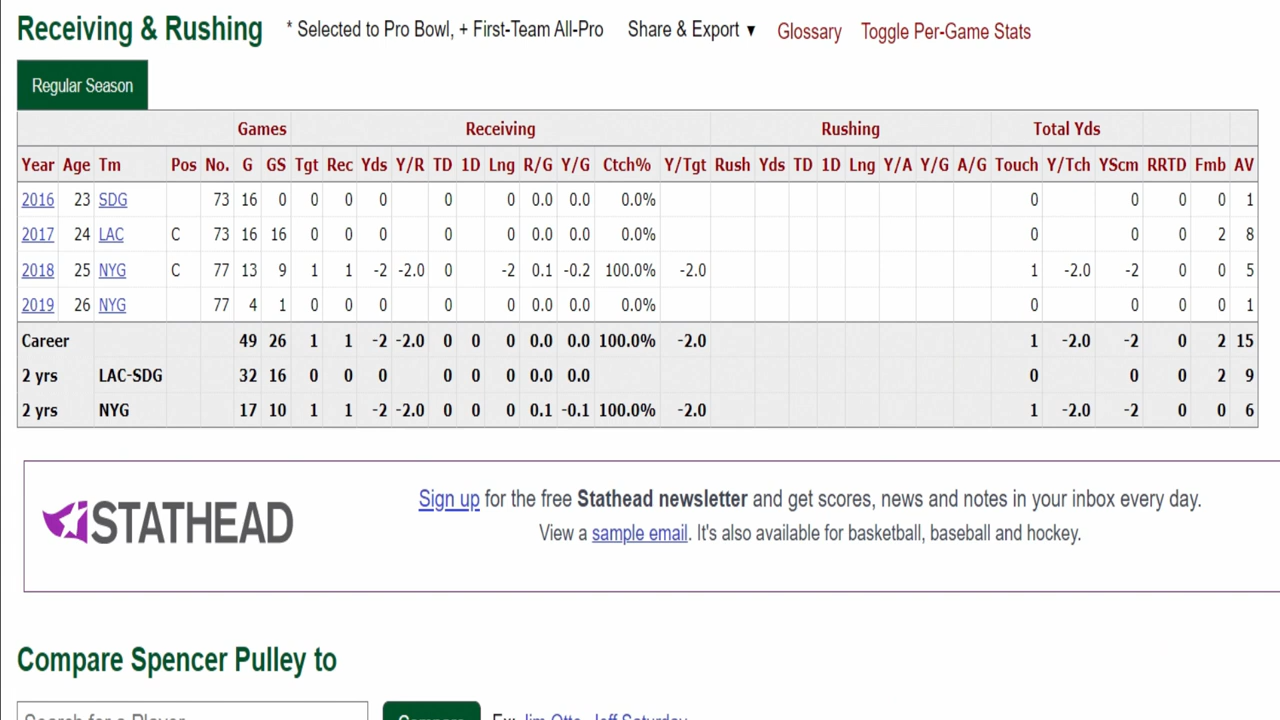 Receiving & Rushing * Selected to Pro Bowl, + First-Team All-Pro Share & Export ▼ Glossary Toggle Per-Game Stats
Regular Season
Games Receiving Rushing Total Yds
Year Age Tm Pos No. G GS Tgt Rec Yds Y/R TD 1D Lng R/G Y/G Ctch% Y/Tgt Rush Yds TD 1D Lng Y/A Y/G A/G Touch Y/Tch YScm RRTD Fmb AV
2016 23 SDG 73 16 0 0 0 0 0 0 0.0 0.0 0.0% 0 0 0 0 1
2017 24 LAC C 73 16 16 0 0 0 0 0 0.0 0.0 0.0% 0 0 0 2 8
2018 25 NYG C 77 13 9 1 1 -2 -2.0 0 -2 0.1 -0.2 100.0% -2.0 1 -2.0 -2 0 0 5
2019 26 NYG 77 4 1 0 0 0 0 0 0.0 0.0 0.0% 0 0 0 0 1
Career 49 26 1 1 -2 -2.0 0 0 0 0.0 0.0 100.0% -2.0 1 -2.0 -2 0 2 15
2 yrs LAC-SDG 32 16 0 0 0 0 0 0 0.0 0.0 0 0 0 2 9
2 yrs NYG 17 10 1 1 -2 -2.0 0 0 0 0.1 -0.1 100.0% -2.0 1 -2.0 -2 0 0 6
STATHEAD
Sign up for the free Stathead newsletter and get scores, news and notes in your inbox every day.
View a sample email. It's also available for basketball, baseball and hockey.
Compare Spencer Pulley to
Search for a Player Compare Ex: Jim Otto, Jeff Saturday